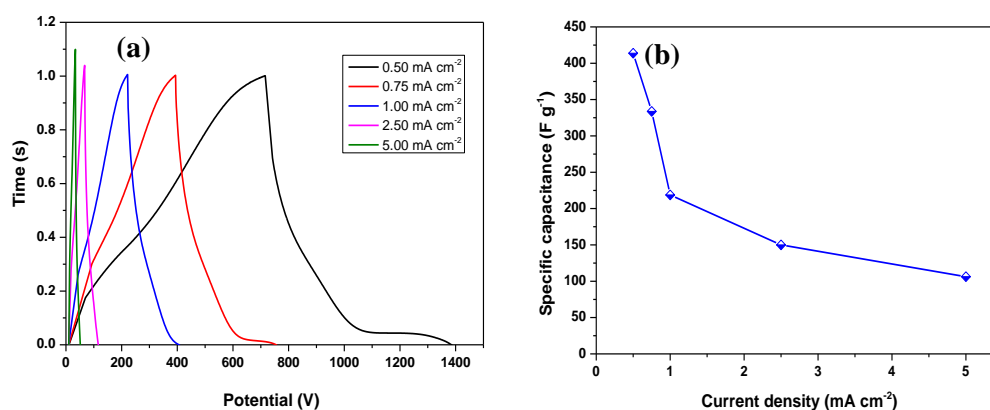 (a)
0.50 mA cm⁻²
0.75 mA cm⁻²
1.00 mA cm⁻²
2.50 mA cm⁻²
5.00 mA cm⁻²
Time (s)
1.2
1.0
0.8
0.6
0.4
0.2
0.0
0 200 400 600 800 1000 1200 1400
Potential (V)
(b)
Specific capacitance (F g⁻¹)
450
400
350
300
250
200
150
100
50
0
0 1 2 3 4 5
Current density (mA cm⁻²)